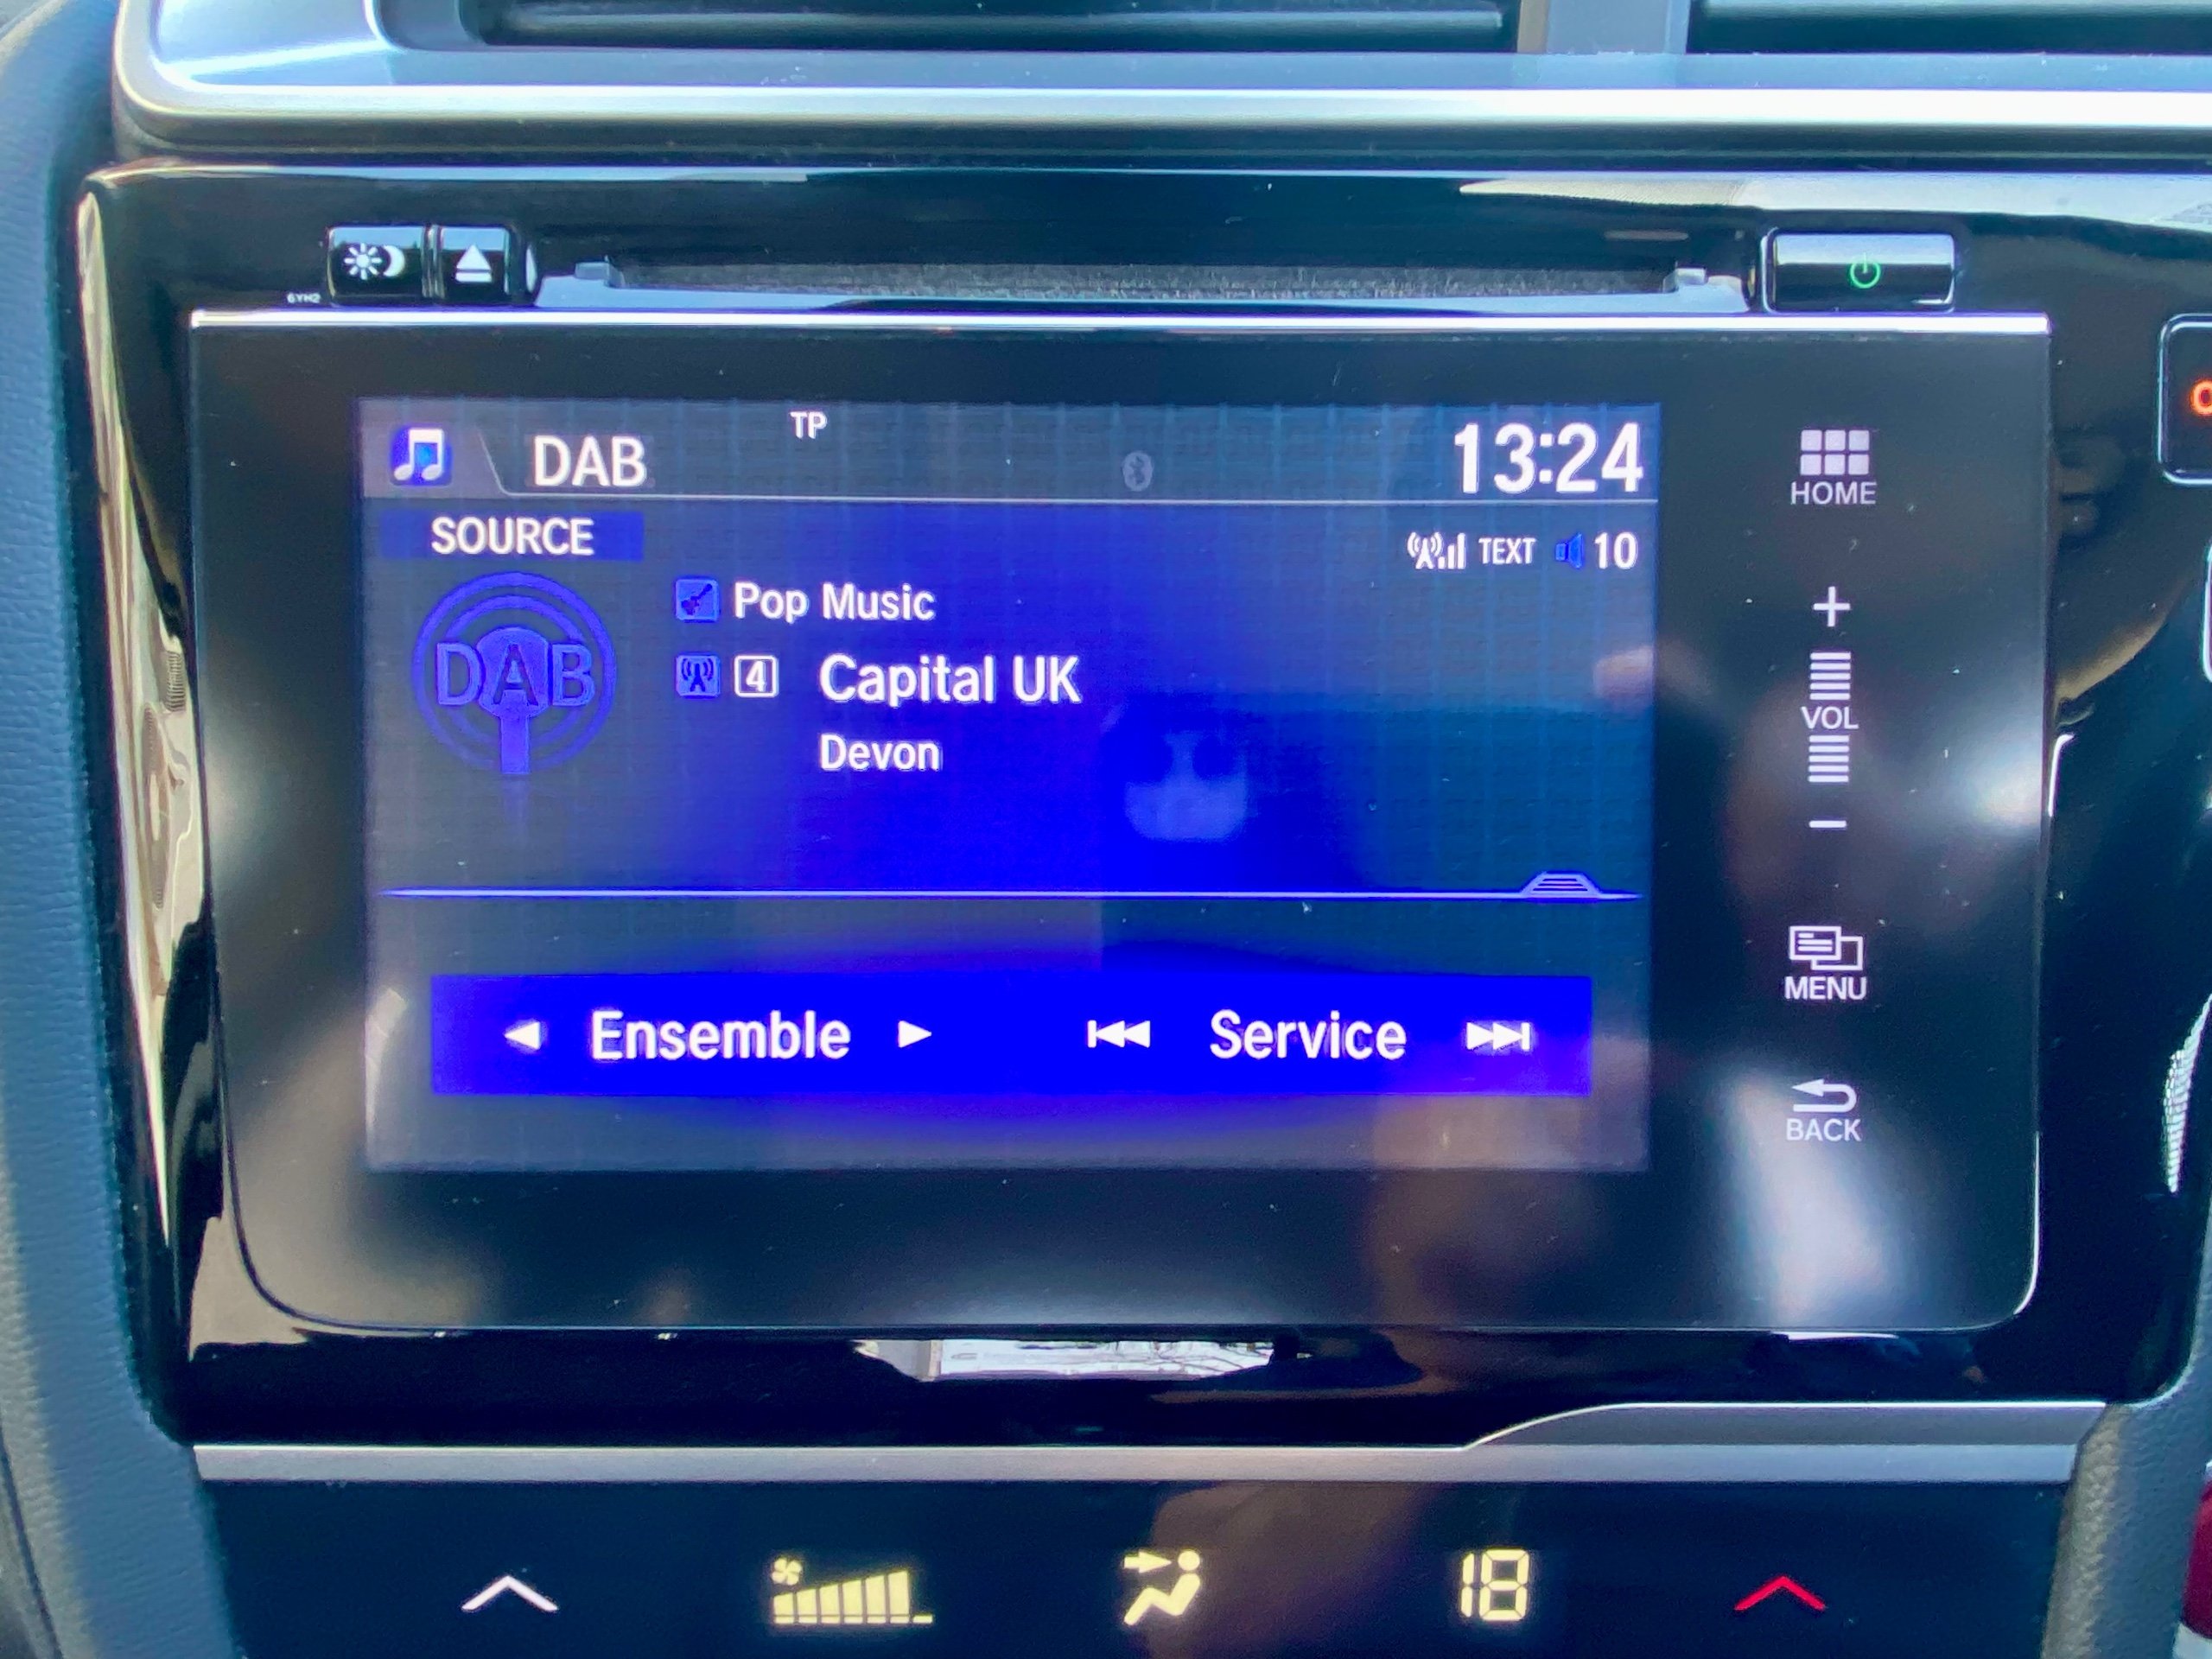 6YH2
TP
DAB
13:24
HOME
SOURCE
TEXT 10
Pop Music
DAB
4 Capital UK
Devon
VOL
MENU
Ensemble Service
BACK
18